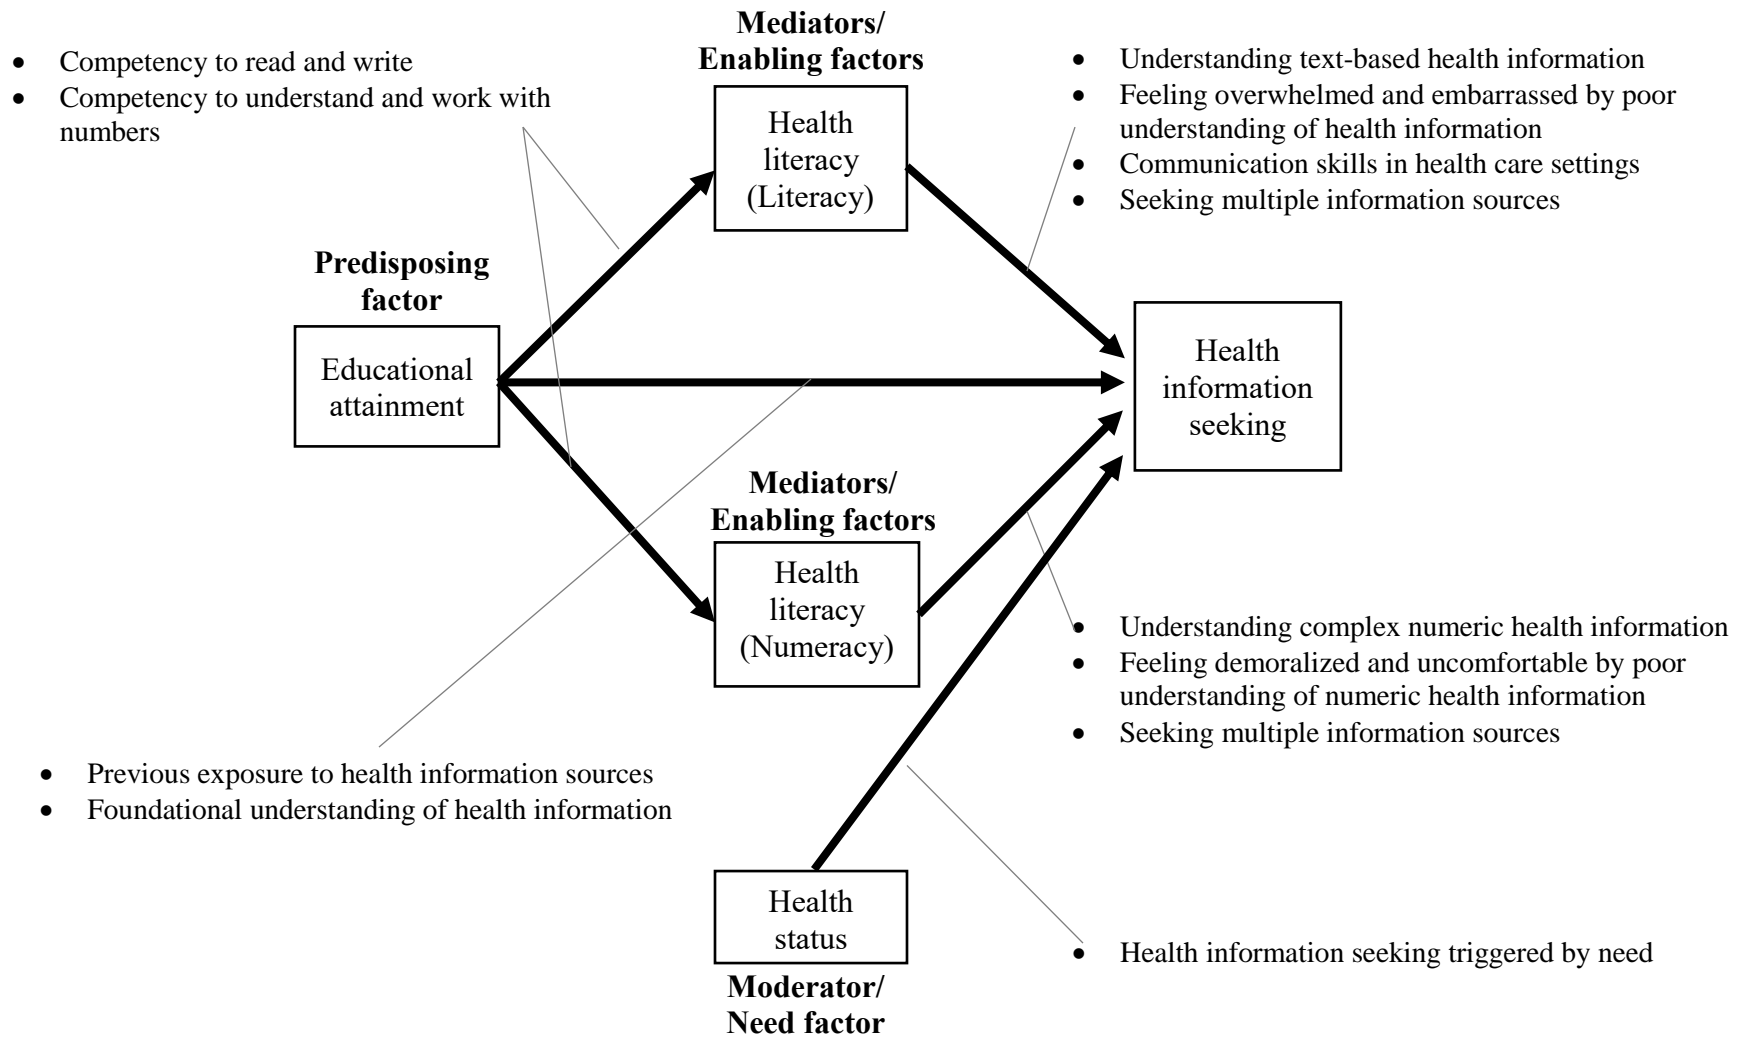 Mediators/
Enabling factors
• Competency to read and write
• Competency to understand and work with
numbers
Health
literacy
(Literacy)
• Understanding text-based health information
• Feeling overwhelmed and embarrassed by poor
understanding of health information
• Communication skills in health care settings
• Seeking multiple information sources
Predisposing
factor
Educational
attainment
Health
information
seeking
Mediators/
Enabling factors
Health
literacy
(Numeracy)
• Understanding complex numeric health information
• Feeling demoralized and uncomfortable by poor
understanding of numeric health information
• Seeking multiple information sources
• Previous exposure to health information sources
• Foundational understanding of health information
Health
status
Moderator/
Need factor
• Health information seeking triggered by need